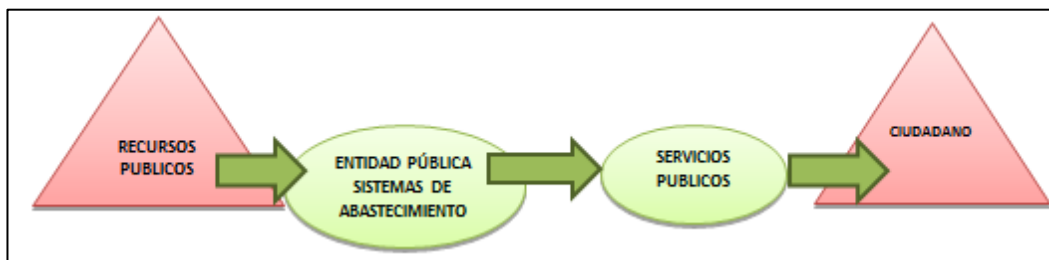 RECURSOS
PUBLICOS
ENTIDAD PÚBLICA
SISTEMAS DE
ABASTECIMIENTO
SERVICIOS
PUBLICOS
CIUDADANO